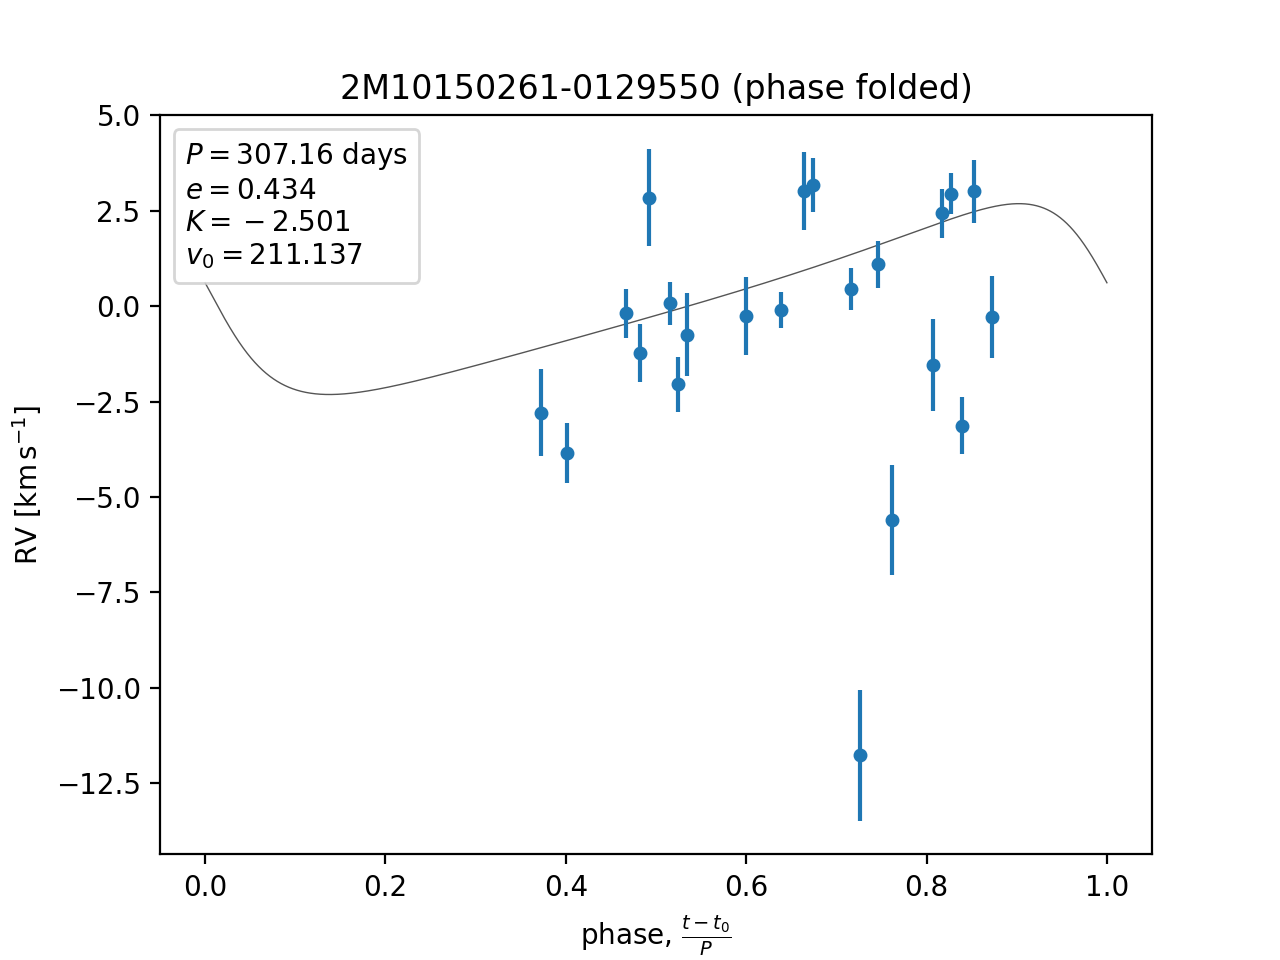 2M10150261-0129550 (phase folded)
P = 307.16 days
e = 0.434
K = −2.501
v₀ = 211.137
5.0
2.5
0.0
−2.5
−5.0
−7.5
−10.0
−12.5
RV [km s⁻¹]
0.0 0.2 0.4 0.6 0.8 1.0
phase, (t − t₀)/P